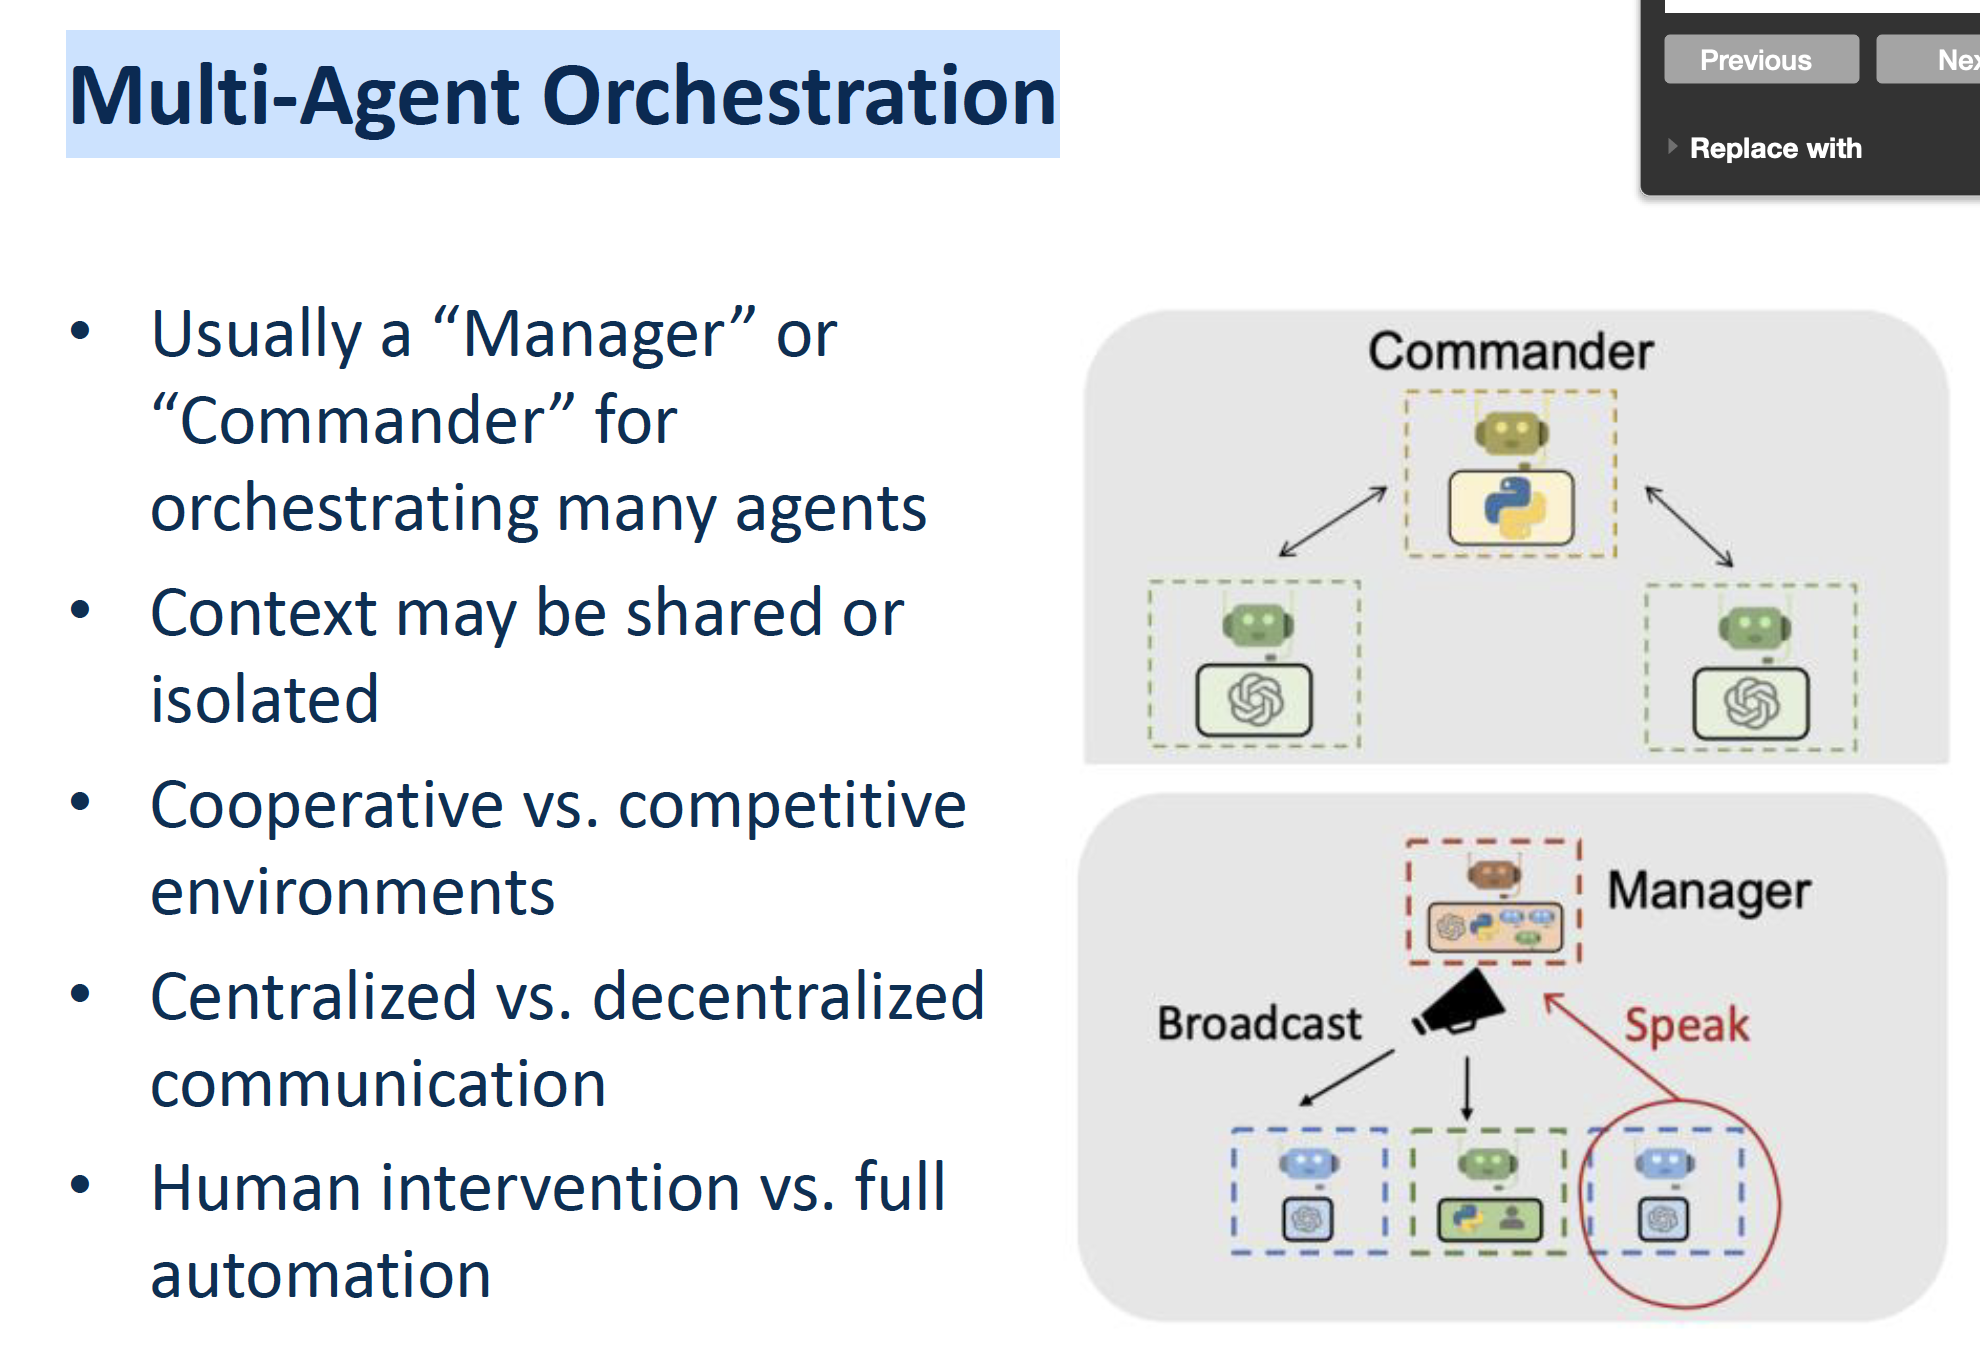 Multi-Agent Orchestration
Previous
Nex
Replace with
• Usually a “Manager” or
“Commander” for
orchestrating many agents
• Context may be shared or
isolated
• Cooperative vs. competitive
environments
• Centralized vs. decentralized
communication
• Human intervention vs. full
automation
Commander
Manager
Broadcast
Speak